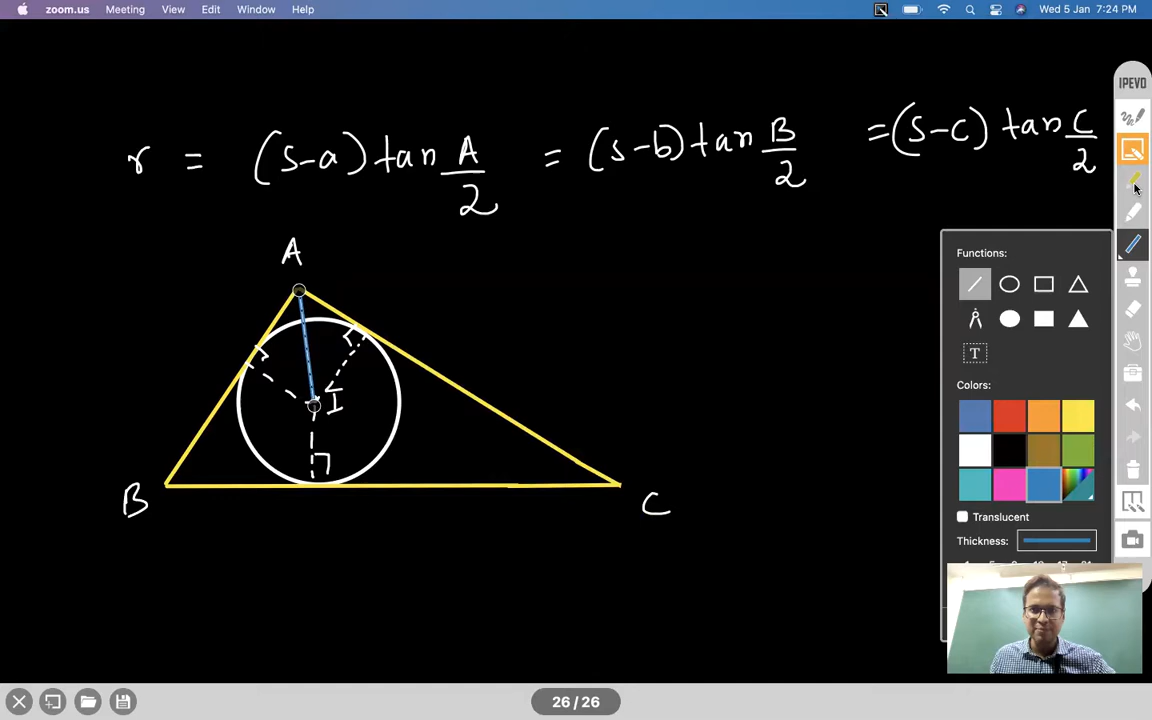 zoom.us Meeting View Edit Window Help Wed 5 Jan 7:24 PM
IPEVO
r = (s-a) tan A/2 = (s-b) tan B/2 = (s-c) tan C/2
A
I
B
C
Functions:
T
Colors:
Translucent
Thickness:
26 / 26